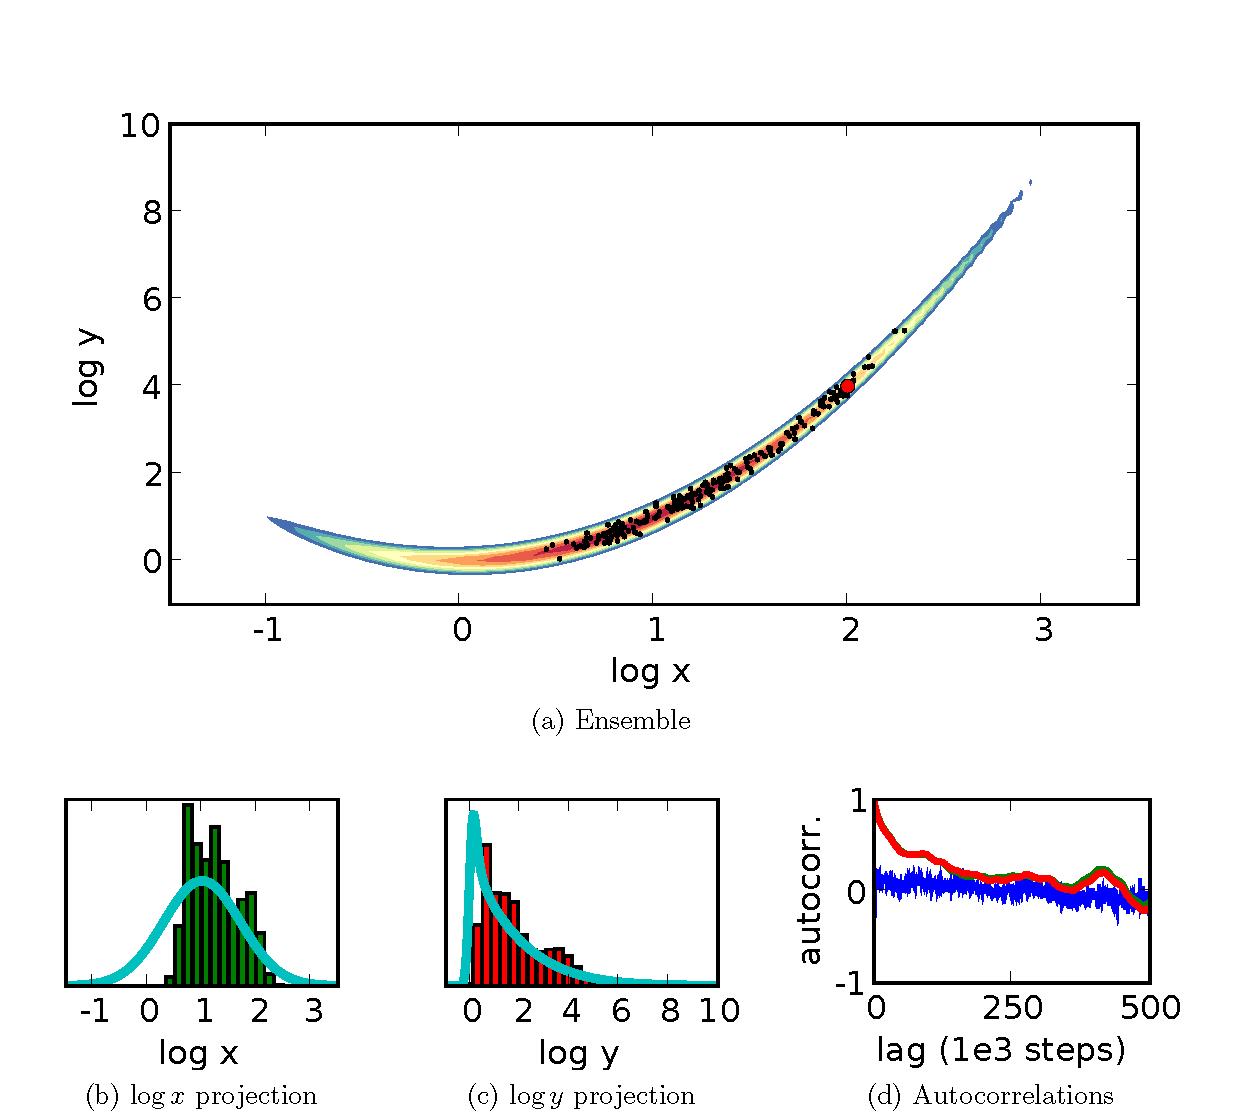 10
8
6
4
2
0
log y
-1 0 1 2 3
log x
(a) Ensemble
1
0
-1
autocorr.
-1 0 1 2 3
0 2 4 6 8 10
0 250 500
log x
log y
lag (1e3 steps)
(b) log x projection
(c) log y projection
(d) Autocorrelations